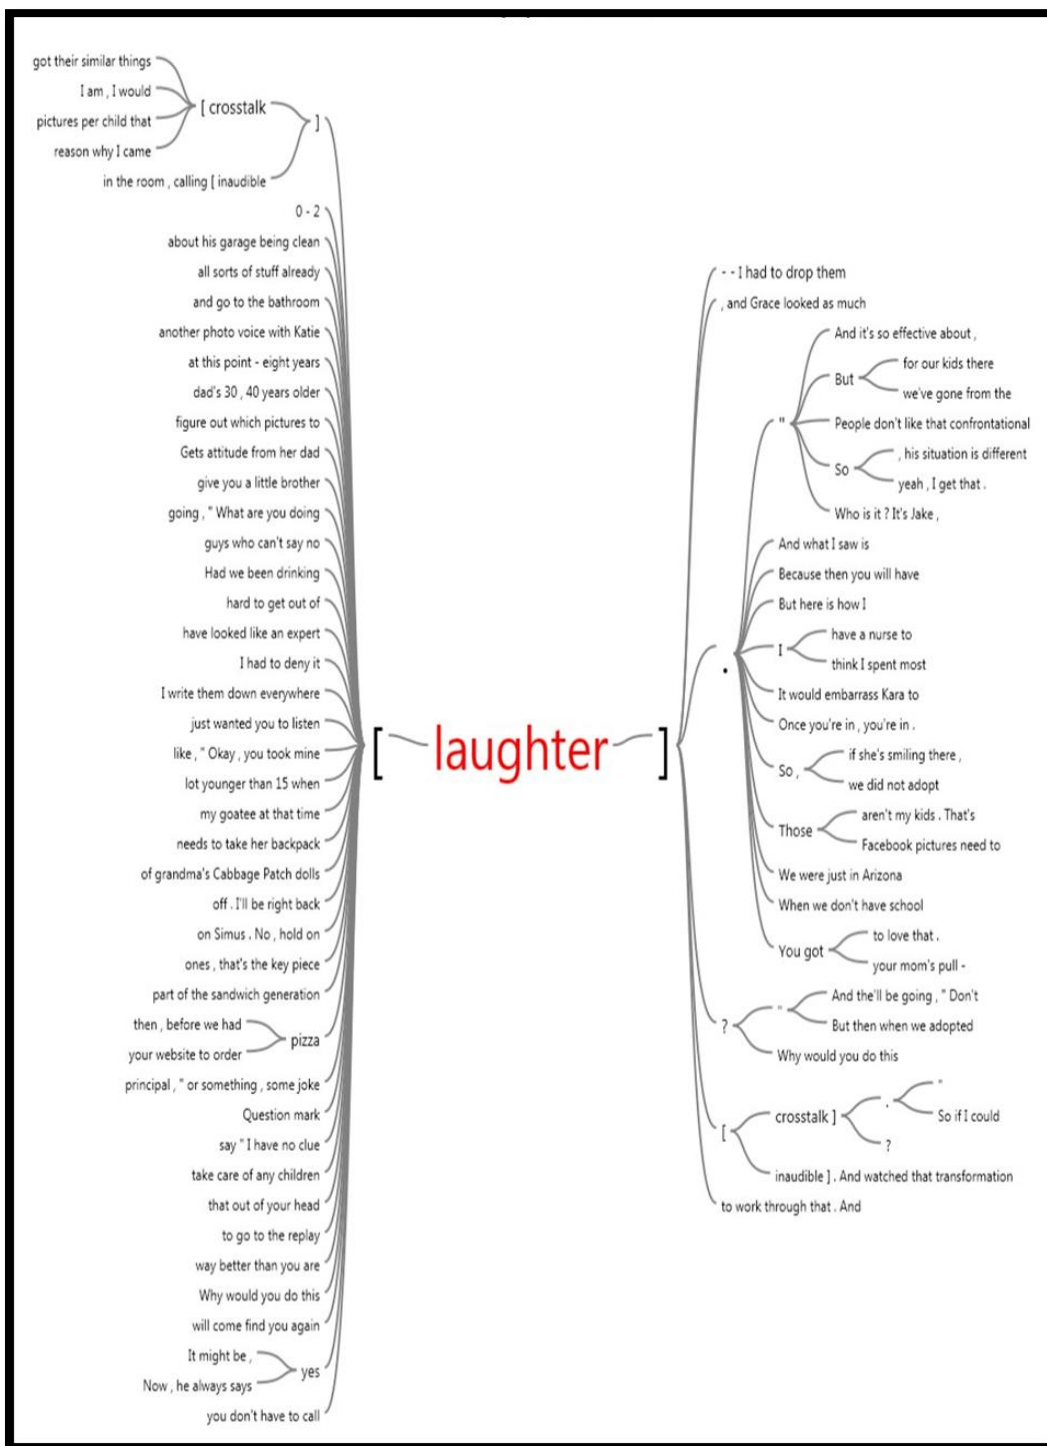 got their similar things
I am , I would
pictures per child that
reason why I came
[ crosstalk
]
in the room , calling [ inaudible
0 - 2
about his garage being clean
all sorts of stuff already
and go to the bathroom
another photo voice with Katie
at this point - eight years
dad's 30 , 40 years older
figure out which pictures to
Gets attitude from her dad
give you a little brother
going , " What are you doing
guys who can't say no
Had we been drinking
hard to get out of
have looked like an expert
I had to deny it
I write them down everywhere
just wanted you to listen
like , " Okay , you took mine
lot younger than 15 when
my goatee at that time
needs to take her backpack
of grandma's Cabbage Patch dolls
off . I'll be right back
on Simus . No , hold on
ones , that's the key piece
part of the sandwich generation
then , before we had
your website to order
pizza
principal , " or something , some joke
Question mark
say " I have no clue
take care of any children
that out of your head
to go to the replay
way better than you are
Why would you do this
will come find you again
It might be ,
Now , he always says
yes
you don't have to call
[ laughter ]
- - I had to drop them
, and Grace looked as much
"
And it's so effective about ,
But
for our kids there
we've gone from the
People don't like that confrontational
So
, his situation is different
yeah , I get that .
Who is it ? It's Jake ,
.
And what I saw is
Because then you will have
But here is how I
I
have a nurse to
think I spent most
It would embarrass Kara to
Once you're in , you're in .
So ,
if she's smiling there ,
we did not adopt
Those
aren't my kids . That's
Facebook pictures need to
We were just in Arizona
When we don't have school
You got
to love that .
your mom's pull -
?
"
And the'll be going , " Don't
But then when we adopted
Why would you do this
[
crosstalk ]
.
"
So if I could
?
inaudible ] . And watched that transformation
to work through that . And